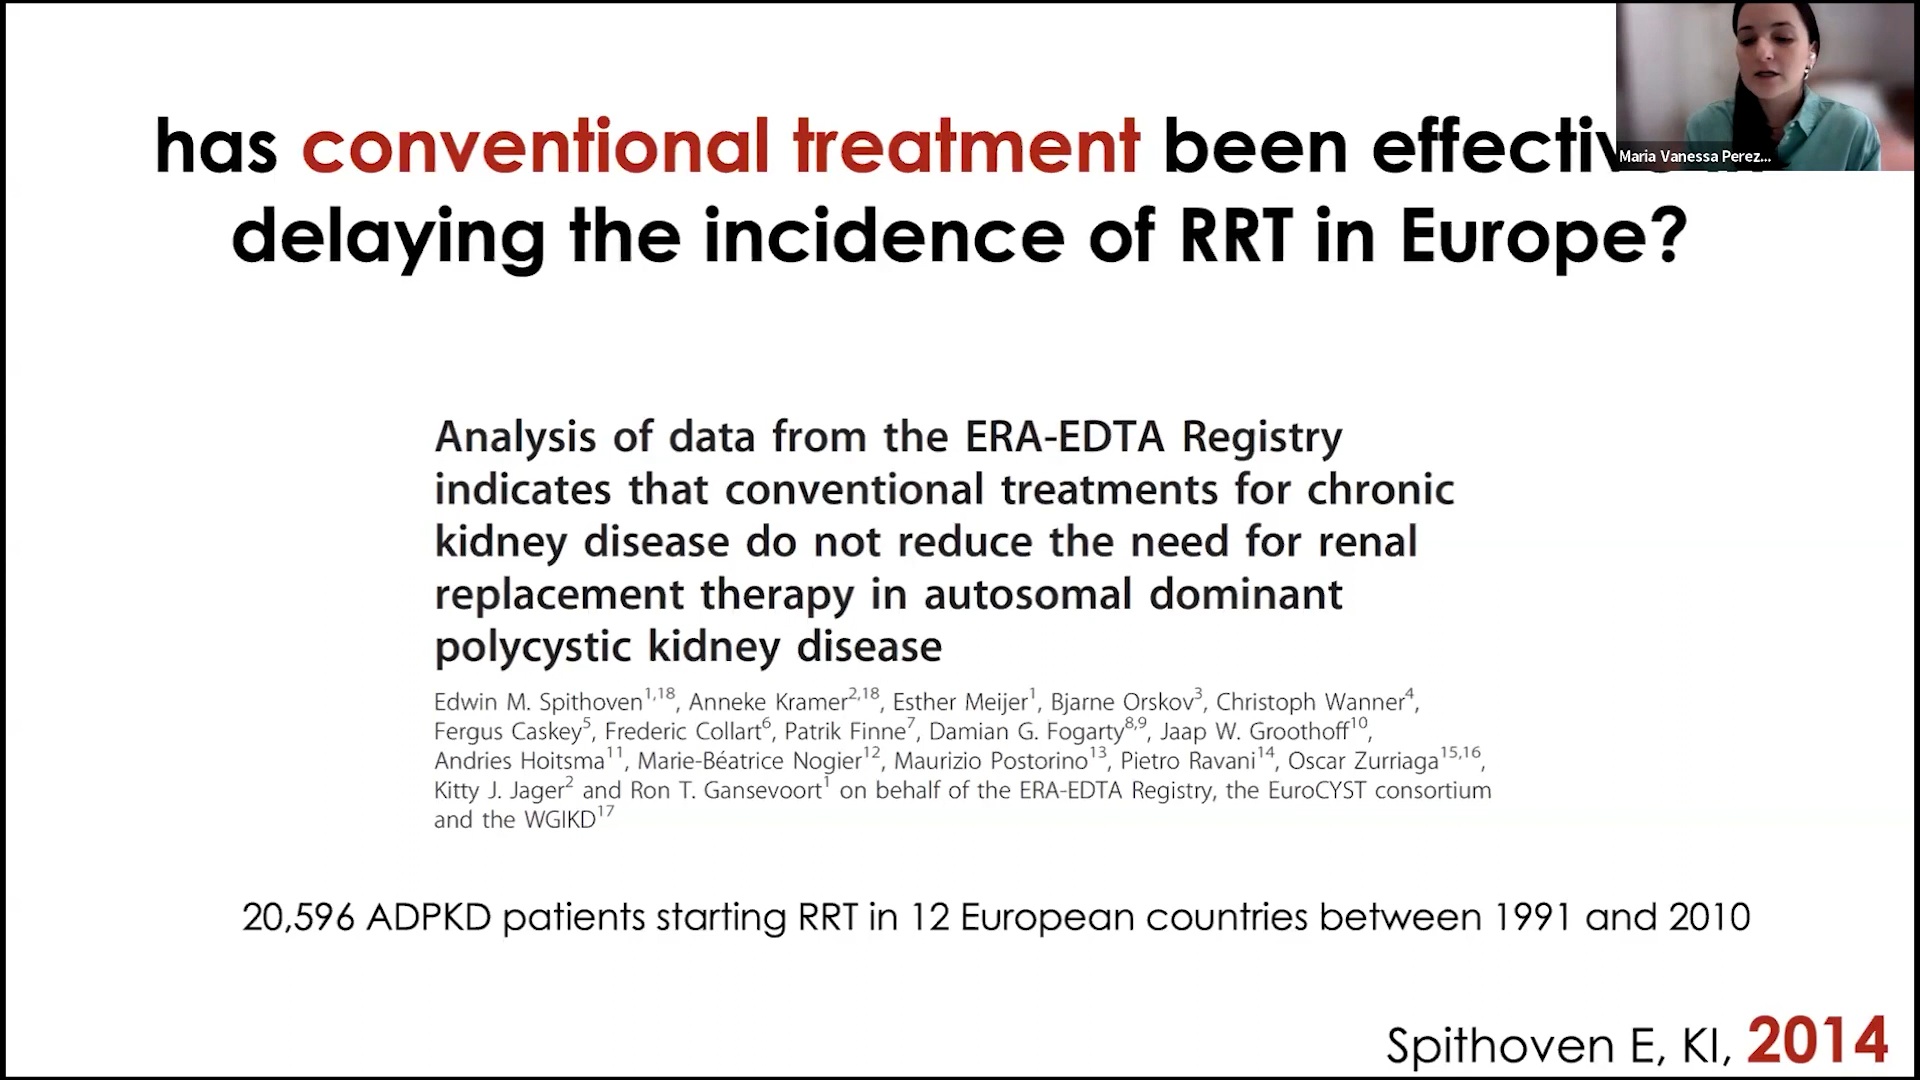 has conventional treatment been
delaying the incidence of RRT in Europe?
Maria Vanessa Perez...
Analysis of data from the ERA-EDTA Registry
indicates that conventional treatments for chronic
kidney disease do not reduce the need for renal
replacement therapy in autosomal dominant
polycystic kidney disease
Edwin M. Spithoven1,18, Anneke Kramer2,18, Esther Meijer1, Bjarne Orskov3, Christoph Wanner4,
Fergus Caskey5, Frederic Collart6, Patrik Finne7, Damian G. Fogarty8,9, Jaap W. Groothoff10,
Andries Hoitsma11, Marie-Béatrice Nogier12, Maurizio Postorino13, Pietro Ravani14, Oscar Zurriaga15,16,
Kitty J. Jager2 and Ron T. Gansevoort1 on behalf of the ERA-EDTA Registry, the EuroCYST consortium
and the WGIKD17
20,596 ADPKD patients starting RRT in 12 European countries between 1991 and 2010
Spithoven E, KI, 2014